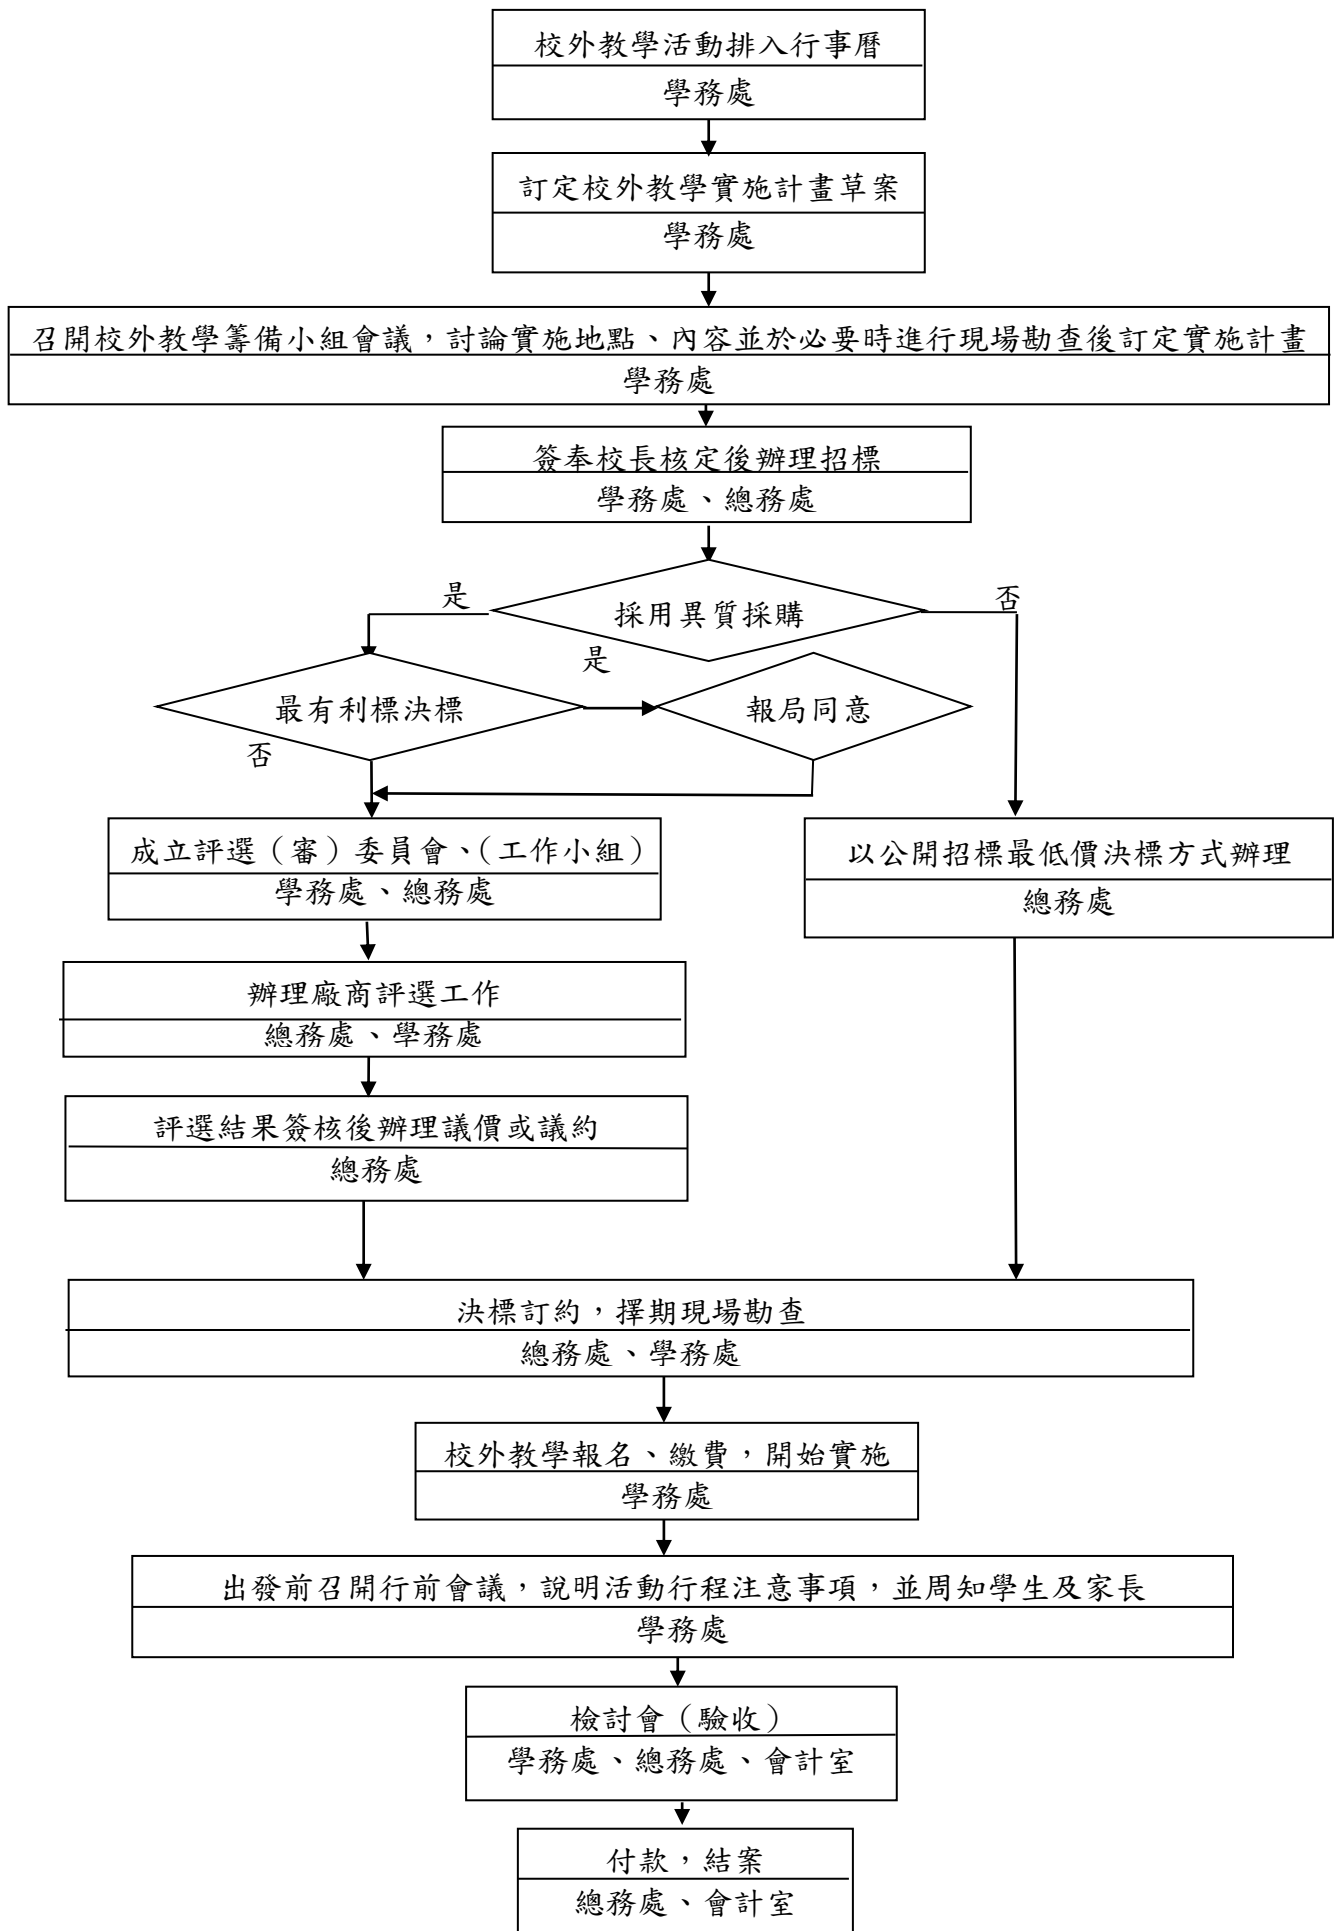 校外教學活動排入行事曆
學務處
訂定校外教學實施計畫草案
學務處
召開校外教學籌備小組會議，討論實施地點、內容並於必要時進行現場勘查後訂定實施計畫
學務處
簽奉校長核定後辦理招標
學務處、總務處
採用異質採購
是
否
最有利標決標
是
報局同意
否
成立評選（審）委員會、(工作小組)
學務處、總務處
以公開招標最低價決標方式辦理
總務處
辦理廠商評選工作
總務處、學務處
評選結果簽核後辦理議價或議約
總務處
決標訂約，擇期現場勘查
總務處、學務處
校外教學報名、繳費，開始實施
學務處
出發前召開行前會議，說明活動行程注意事項，並周知學生及家長
學務處
檢討會（驗收）
學務處、總務處、會計室
付款，結案
總務處、會計室